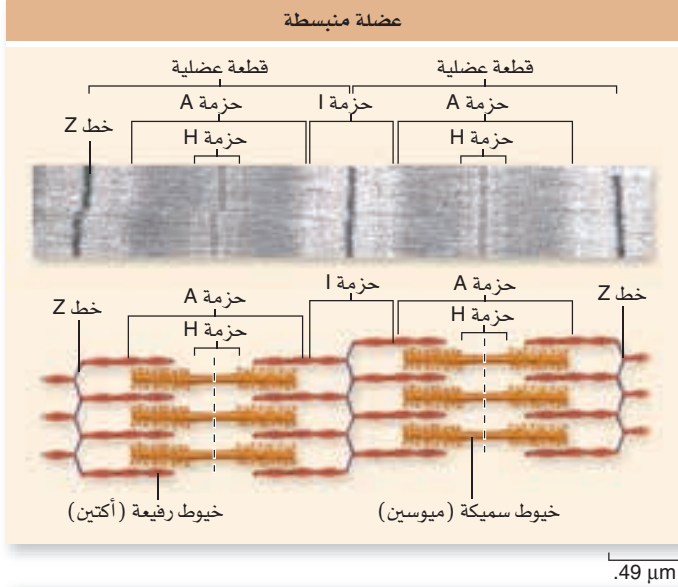 عضلة منبسطة
قطعة عضلية
قطعة عضلية
حزمة A
حزمة I
حزمة A
خط Z
حزمة H
حزمة H
حزمة A
حزمة I
حزمة A
خط Z
خط Z
حزمة H
حزمة H
خيوط سميكة (ميوسين)
خيوط رفيعة (أكتين)
.49 µm